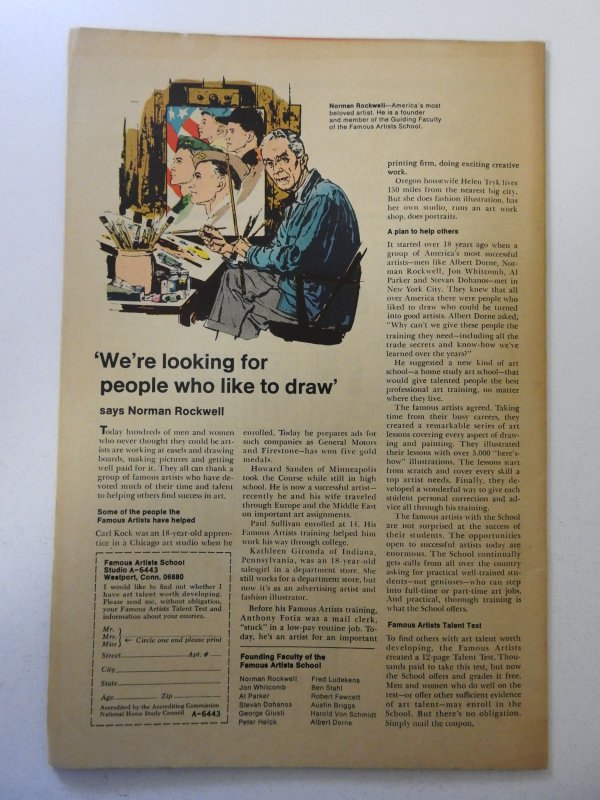 Norman Rockwell—America's most
beloved artist. He is a founder
and member of the Guiding Faculty
of the Famous Artists School.
'We're looking for
people who like to draw'
says Norman Rockwell
Today hundreds of men and women
who never thought they could be art-
ists are working at easels and drawing
boards, making pictures and getting
well paid for it. They all can thank a
group of famous artists who have de-
voted much of their time and talent
to helping others find success in art.
Some of the people the
Famous Artists have helped
Carl Kock was an 18-year-old appren-
tice in a Chicago art studio when he
enrolled. Today he prepares ads for
such companies as General Motors
and Firestone—has won five gold
medals.
Howard Sanden of Minneapolis
took the Course while still in high
school. He is now a successful artist—
recently he and his wife traveled
through Europe and the Middle East
on important art assignments.
Paul Sullivan enrolled at 14. His
Famous Artists training helped him
work his way through college.
Kathleen Gironda of Indiana,
Pennsylvania, was an 18-year-old
salesgirl in a department store. She
still works for a department store, but
now it's as an advertising artist and
fashion illustrator.
Before his Famous Artists training,
Anthony Fotia was a mail clerk,
"stuck" in a low-pay routine job. To-
day, he's an artist for an important
printing firm, doing exciting creative
work.
Oregon housewife Helen Tryk lives
150 miles from the nearest big city.
But she does fashion illustration, has
her own studio, runs an art work
shop, does portraits.
A plan to help others
It started over 18 years ago when a
group of America's most successful
artists—men like Albert Dorne, Nor-
man Rockwell, Jon Whitcomb, Al
Parker and Stevan Dohanos—met in
New York City. They knew that all
over America there were people who
liked to draw who could be turned
into good artists. Albert Dorne asked,
"Why can't we give these people the
training they need—including all the
trade secrets and know-how we've
learned over the years?"
He suggested a new kind of art
school—a home study art school—that
would give talented people the best
professional art training, no matter
where they live.
The famous artists agreed. Taking
time from their busy careers, they
created a remarkable series of art
lessons covering every aspect of draw-
ing and painting. They illustrated
their lessons with over 5,000 "here's-
how" illustrations. The lessons start
from scratch and cover every skill a
top artist needs. Finally, they de-
veloped a wonderful way to give each
student personal correction and ad-
vice all through his training.
The famous artists with the School
are not surprised at the success of
their students. The opportunities
open to successful artists today are
enormous. The School continually
gets calls from all over the country
asking for practical well-trained stu-
dents—not geniuses—who can step
into full-time or part-time art jobs.
And practical, thorough training is
what the School offers.
Famous Artists Talent Test
To find others with art talent worth
developing, the Famous Artists
created a 12-page Talent Test. Thou-
sands paid to take this test, but now
the School offers and grades it free.
Men and women who do well on the
test—or offer other sufficient evidence
of art talent—may enroll in the
School. But there's no obligation.
Simply mail the coupon.
Famous Artists School
Studio A-6443
Westport, Conn. 06880
I would like to find out whether I
have art talent worth developing.
Please send me, without obligation,
your Famous Artists Talent Test and
information about your courses.
Mr.
Mrs. ← Circle one and please print
Miss
Street Apt. #
City
State
Age Zip
Accredited by the Accrediting Commission
National Home Study Council A-6443
Founding Faculty of the
Famous Artists School
Norman Rockwell
Jon Whitcomb
Al Parker
Stevan Dohanos
George Giusti
Peter Helck
Fred Ludekens
Ben Stahl
Robert Fawcett
Austin Briggs
Harold Von Schmidt
Albert Dorne